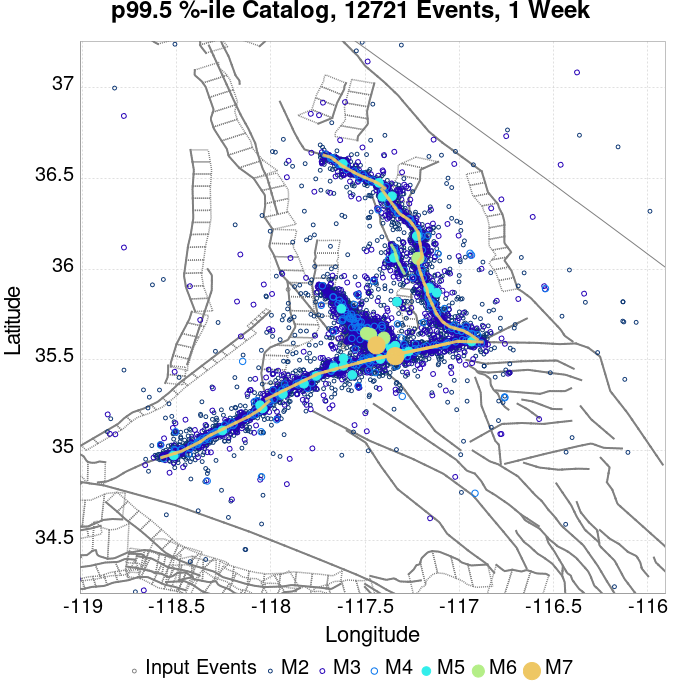 p99.5 %-ile Catalog, 12721 Events, 1 Week
37
36.5
36
35.5
35
34.5
Latitude
-119 -118.5 -118 -117.5 -117 -116.5 -116
Longitude
Input Events M2 M3 M4 M5 M6 M7